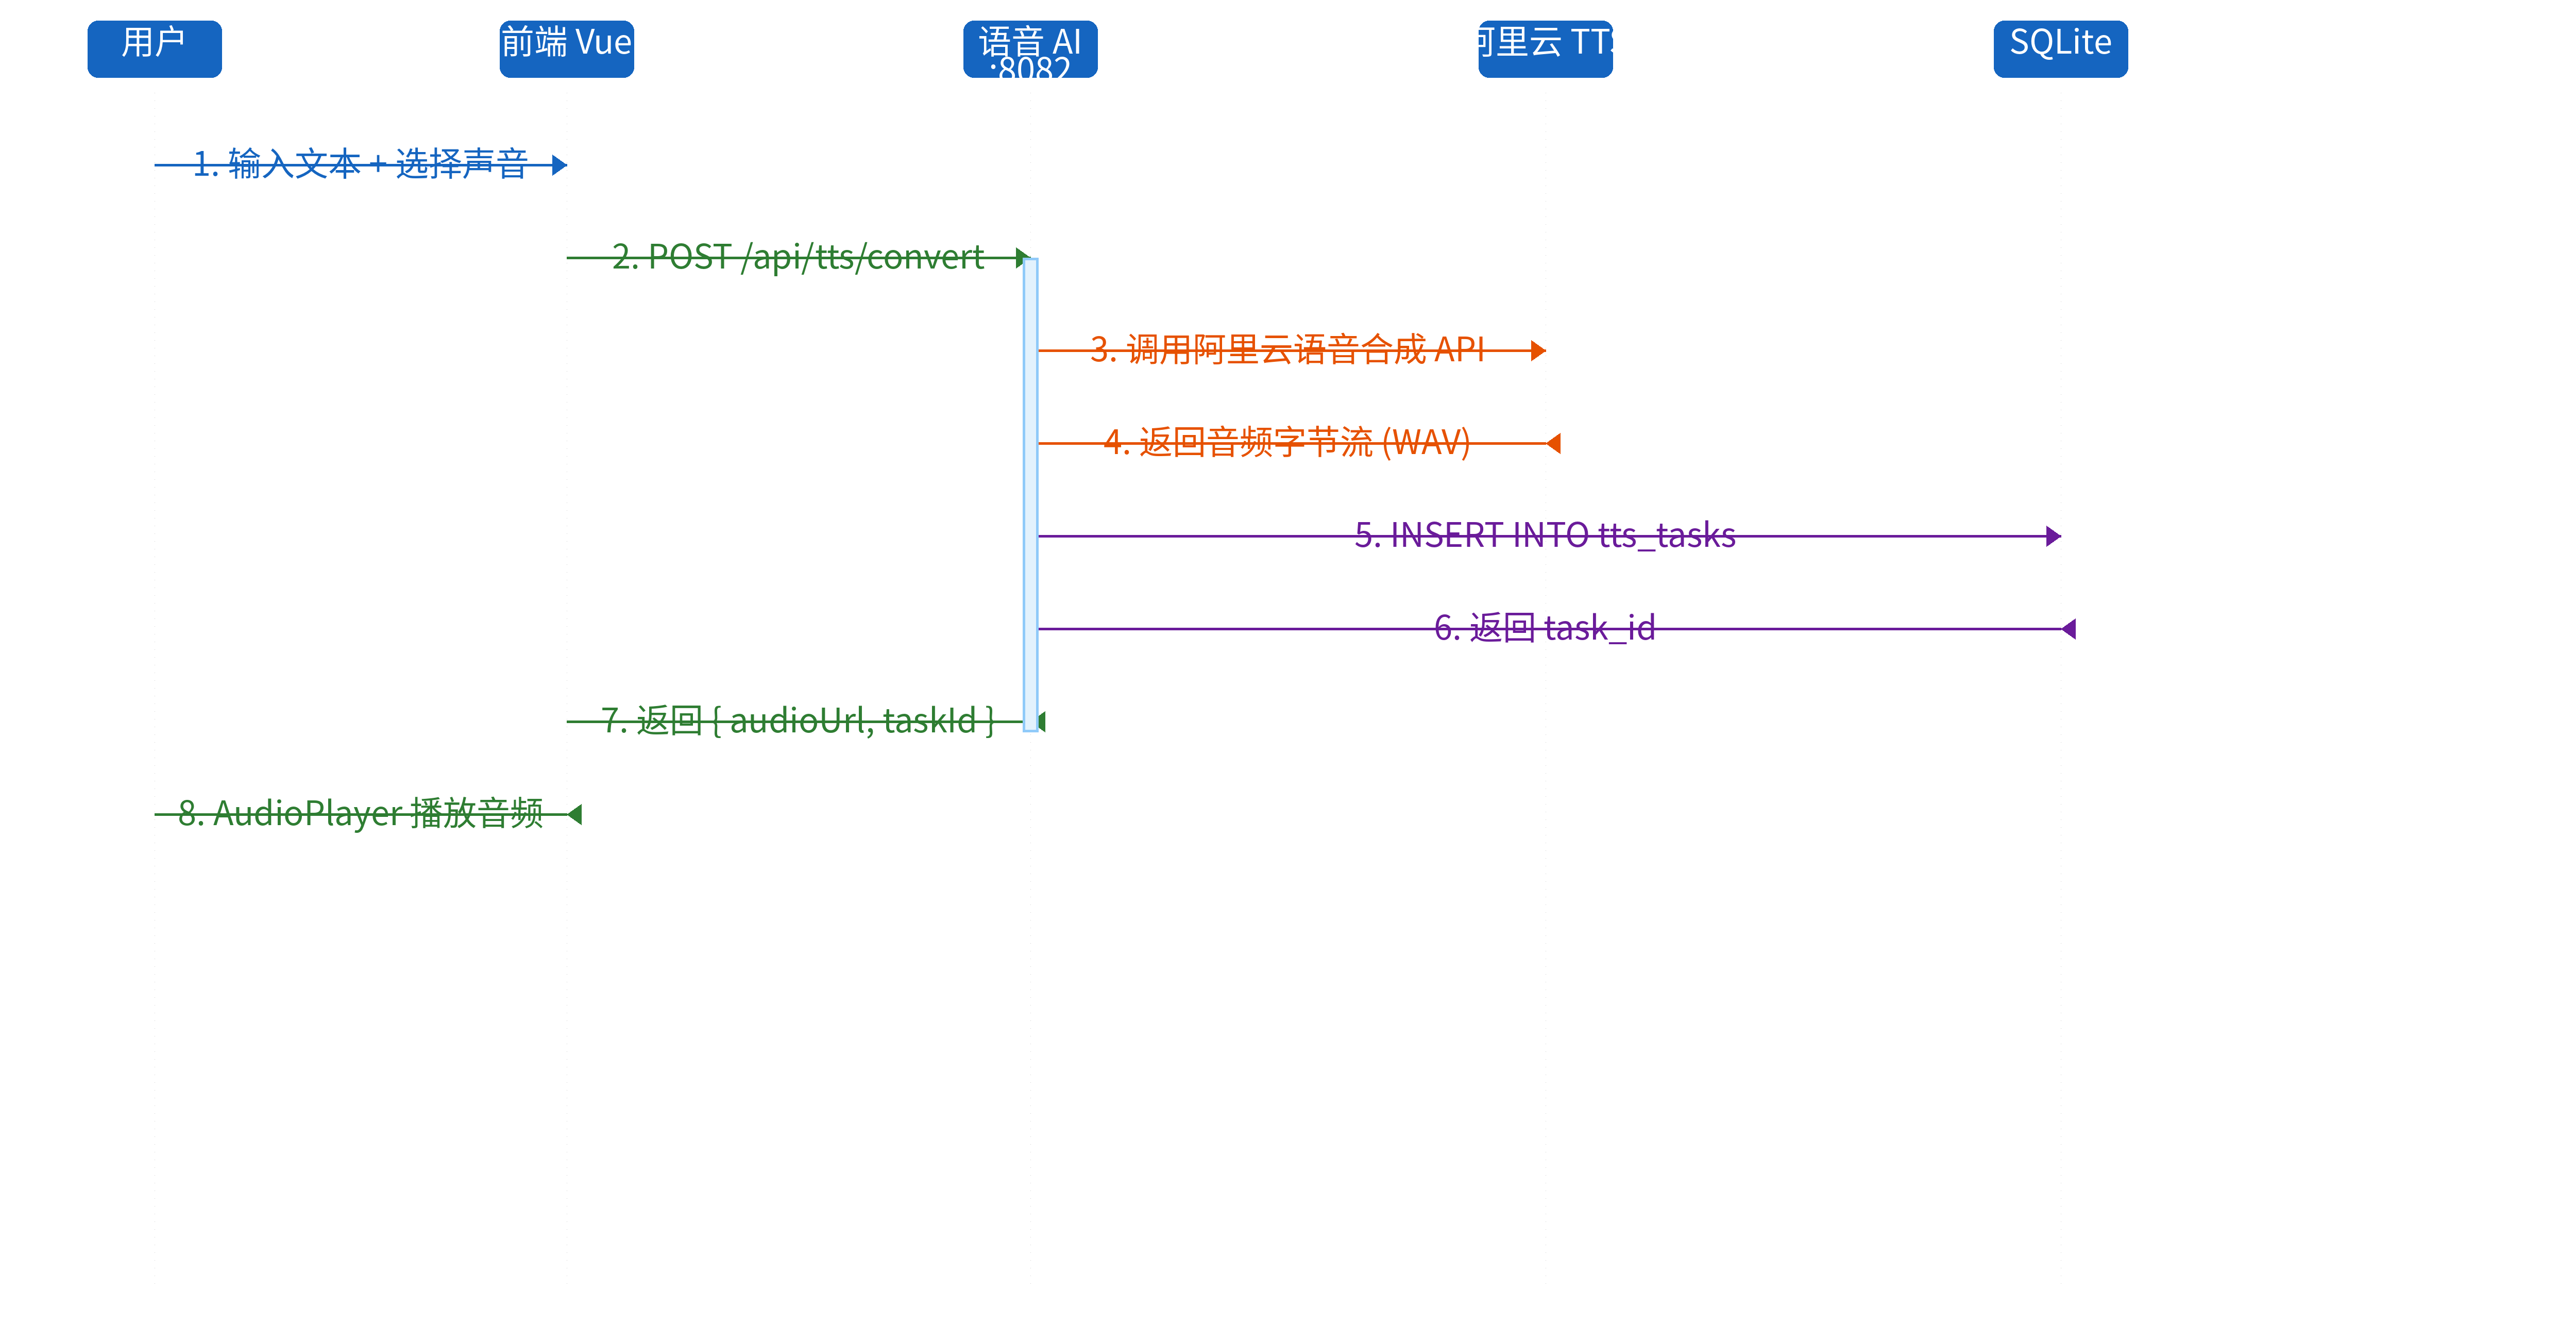 用户
前端 Vue
语音 AI
:8082
阿里云 TTS
SQLite
1. 输入文本 + 选择声音
2. POST /api/tts/convert
3. 调用阿里云语音合成 API
4. 返回音频字节流 (WAV)
5. INSERT INTO tts_tasks
6. 返回 task_id
7. 返回 { audioUrl, taskId }
8. AudioPlayer 播放音频